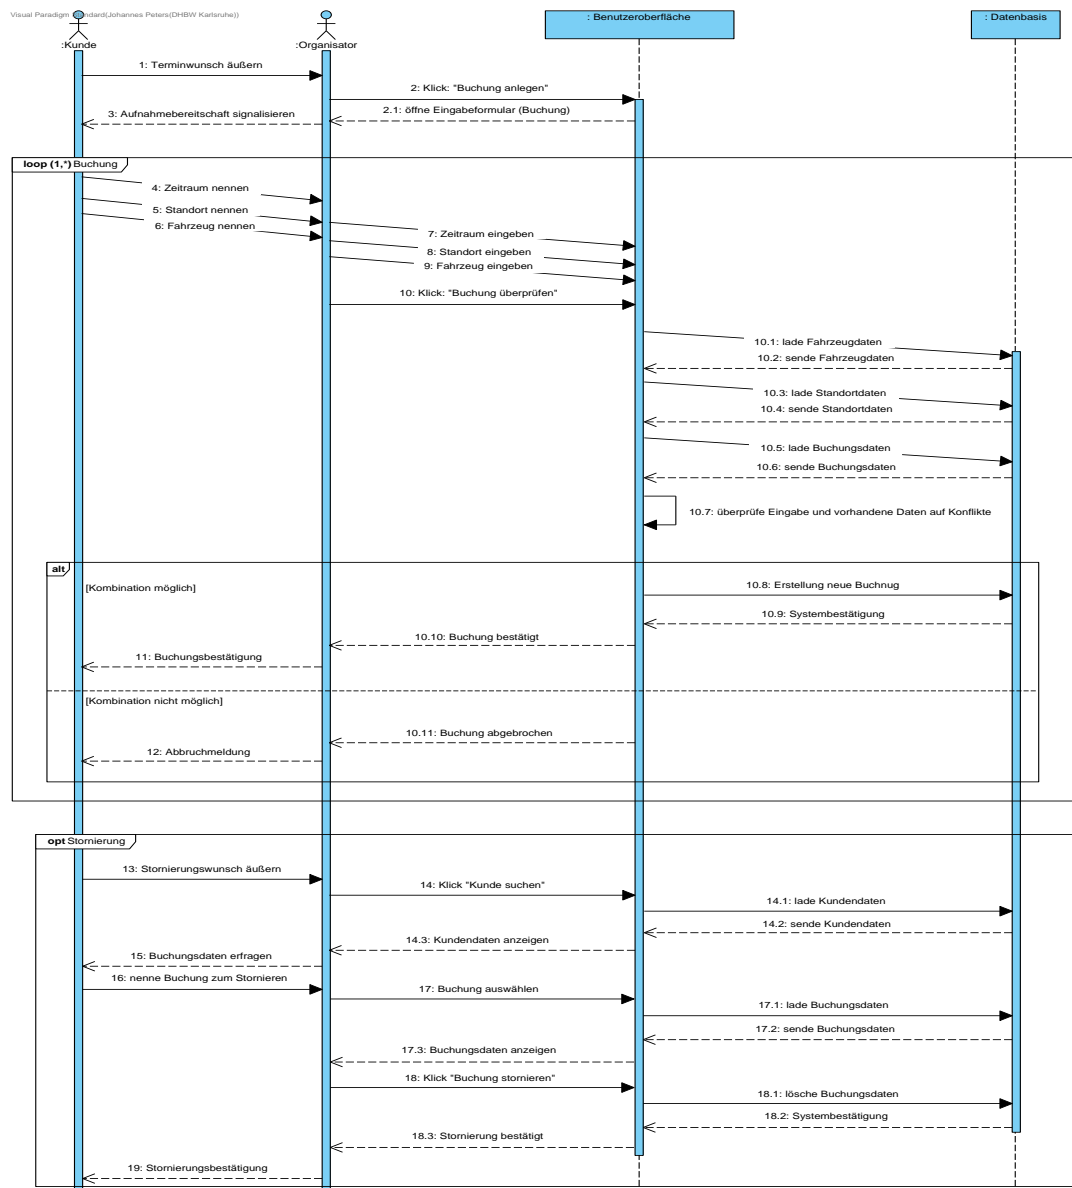 Visual Paradigm Standard(Johannes Peters(DHBW Karlsruhe))
:Kunde
:Organisator
: Benutzeroberfläche
: Datenbasis
1: Terminwunsch äußern
2: Klick: "Buchung anlegen"
2.1: öffne Eingabeformular (Buchung)
3: Aufnahmebereitschaft signalisieren
loop (1,*) Buchung
4: Zeitraum nennen
5: Standort nennen
6: Fahrzeug nennen
7: Zeitraum eingeben
8: Standort eingeben
9: Fahrzeug eingeben
10: Klick: "Buchung überprüfen"
10.1: lade Fahrzeugdaten
10.2: sende Fahrzeugdaten
10.3: lade Standortdaten
10.4: sende Standortdaten
10.5: lade Buchungsdaten
10.6: sende Buchungsdaten
10.7: überprüfe Eingabe und vorhandene Daten auf Konflikte
alt
[Kombination möglich]
10.8: Erstellung neue Buchnug
10.9: Systembestätigung
10.10: Buchung bestätigt
11: Buchungsbestätigung
[Kombination nicht möglich]
10.11: Buchung abgebrochen
12: Abbruchmeldung
opt Stornierung
13: Stornierungswunsch äußern
14: Klick "Kunde suchen"
14.1: lade Kundendaten
14.2: sende Kundendaten
14.3: Kundendaten anzeigen
15: Buchungsdaten erfragen
16: nenne Buchung zum Stornieren
17: Buchung auswählen
17.1: lade Buchungsdaten
17.2: sende Buchungsdaten
17.3: Buchungsdaten anzeigen
18: Klick "Buchung stornieren"
18.1: lösche Buchungsdaten
18.2: Systembestätigung
18.3: Stornierung bestätigt
19: Stornierungsbestätigung